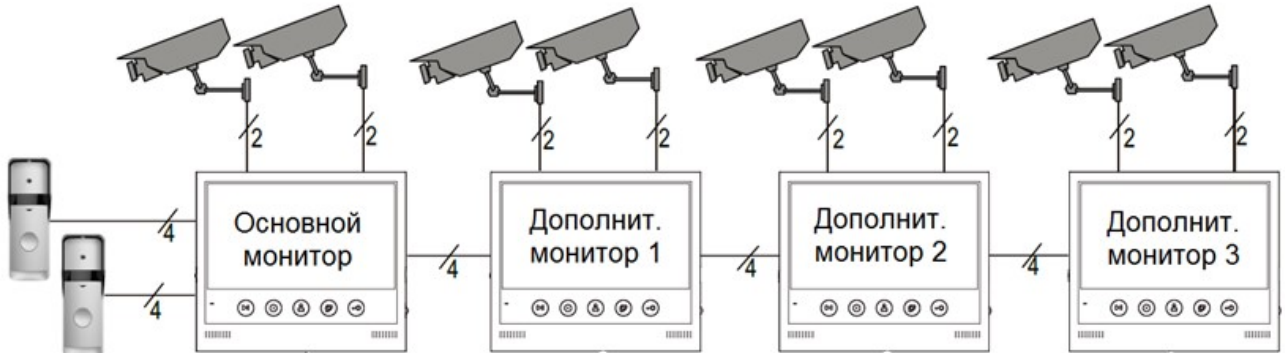 2
2
2
2
2
2
2
2
4
4
Основной
монитор
4
Дополнит.
монитор 1
4
Дополнит.
монитор 2
4
Дополнит.
монитор 3